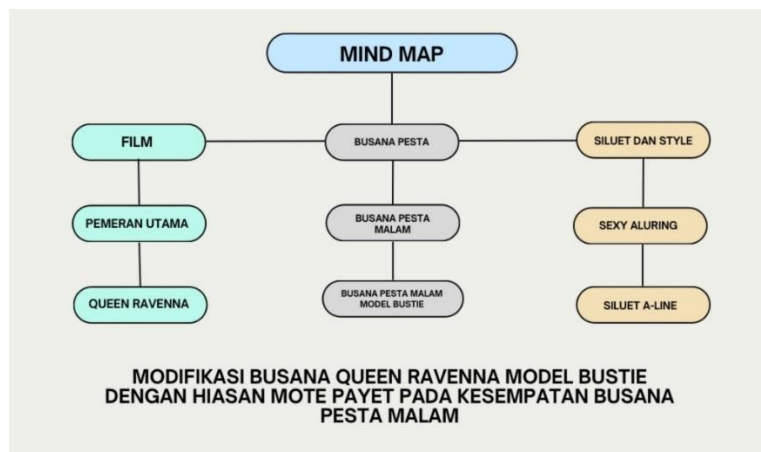 MIND MAP
FILM
BUSANA PESTA
SILUET DAN STYLE
PEMERAN UTAMA
BUSANA PESTA
MALAM
SEXY ALURING
QUEEN RAVENNA
BUSANA PESTA MALAM
MODEL BUSTIE
SILUET A-LINE
MODIFIKASI BUSANA QUEEN RAVENNA MODEL BUSTIE
DENGAN HIASAN MOTE PAYET PADA KESEMPATAN BUSANA
PESTA MALAM